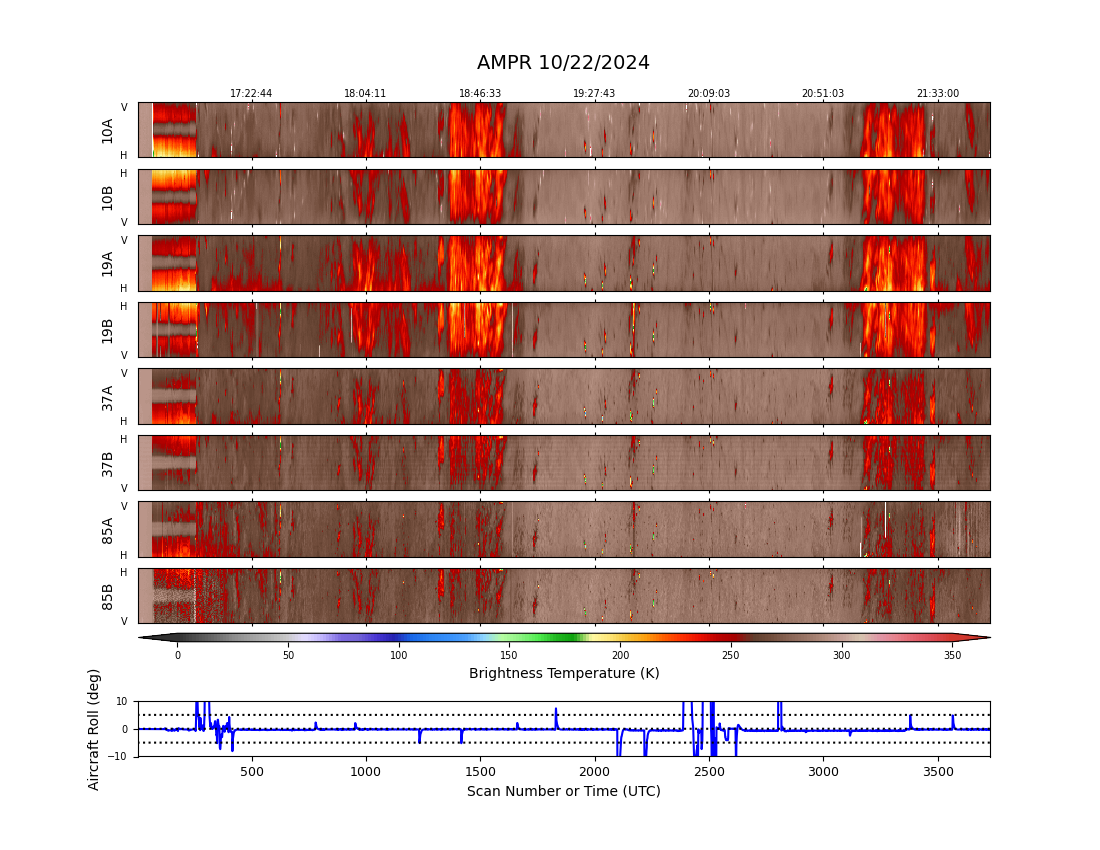 AMPR 10/22/2024
17:22:44 18:04:11 18:46:33 19:27:43 20:09:03 20:51:03 21:33:00
V
10A
H
H
10B
V
V
19A
H
H
19B
V
V
37A
H
H
37B
V
V
85A
H
H
85B
V
0 50 100 150 200 250 300 350
Brightness Temperature (K)
Aircraft Roll (deg)
10
0
−10
500 1000 1500 2000 2500 3000 3500
Scan Number or Time (UTC)